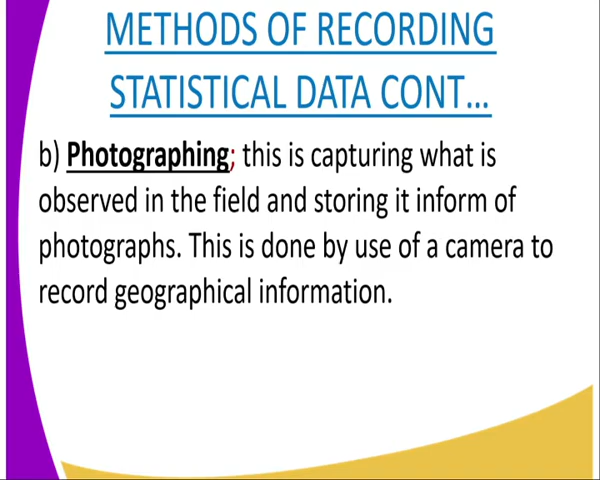 METHODS OF RECORDING
STATISTICAL DATA CONT...
b) Photographing; this is capturing what is
observed in the field and storing it inform of
photographs. This is done by use of a camera to
record geographical information.